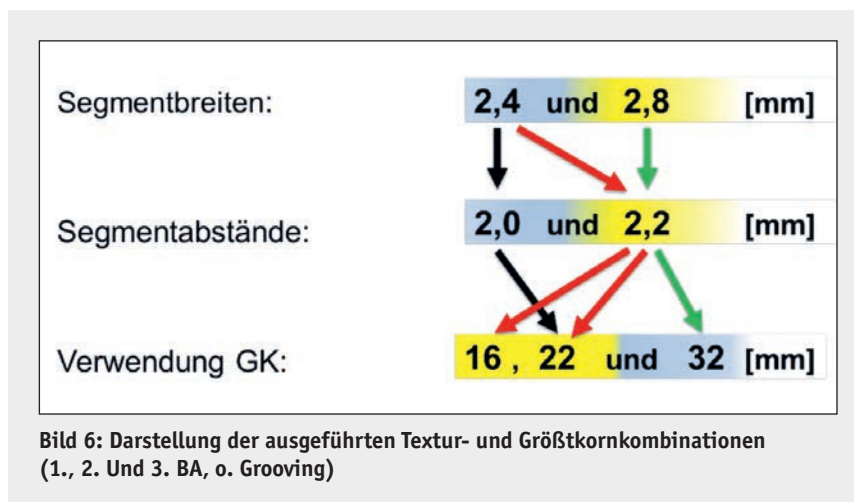 Segmentbreiten: 2,4 und 2,8 [mm]
Segmentabstände: 2,0 und 2,2 [mm]
Verwendung GK: 16 , 22 und 32 [mm]
Bild 6: Darstellung der ausgeführten Textur- und Größtkornkombinationen
(1., 2. Und 3. BA, o. Grooving)